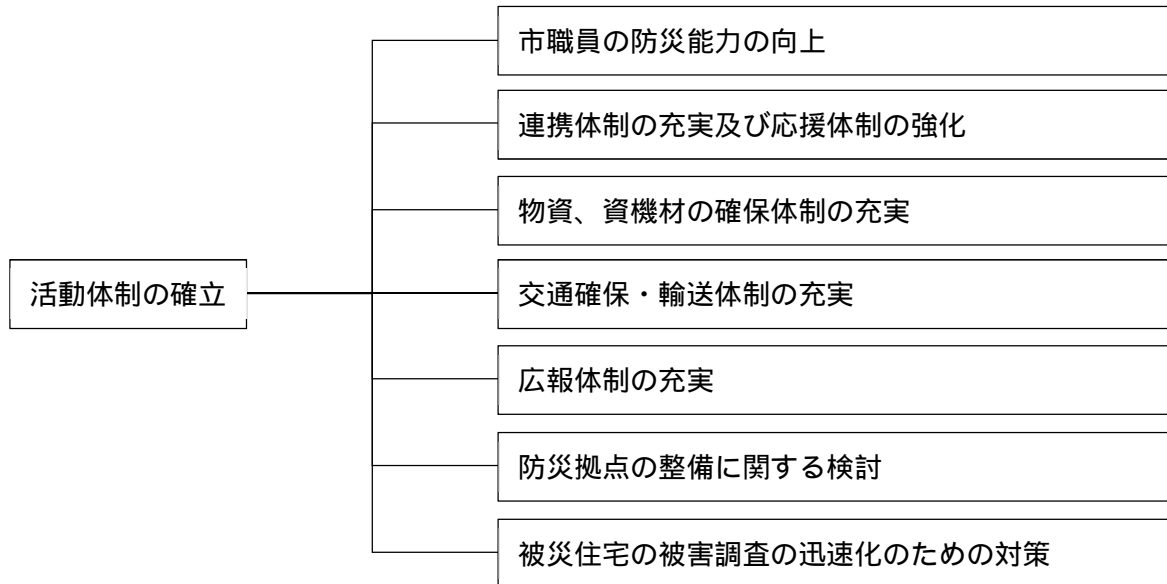 市職員の防災能力の向上
連携体制の充実及び応援体制の強化
物資、資機材の確保体制の充実
活動体制の確立
交通確保・輸送体制の充実
広報体制の充実
防災拠点の整備に関する検討
被災住宅の被害調査の迅速化のための対策